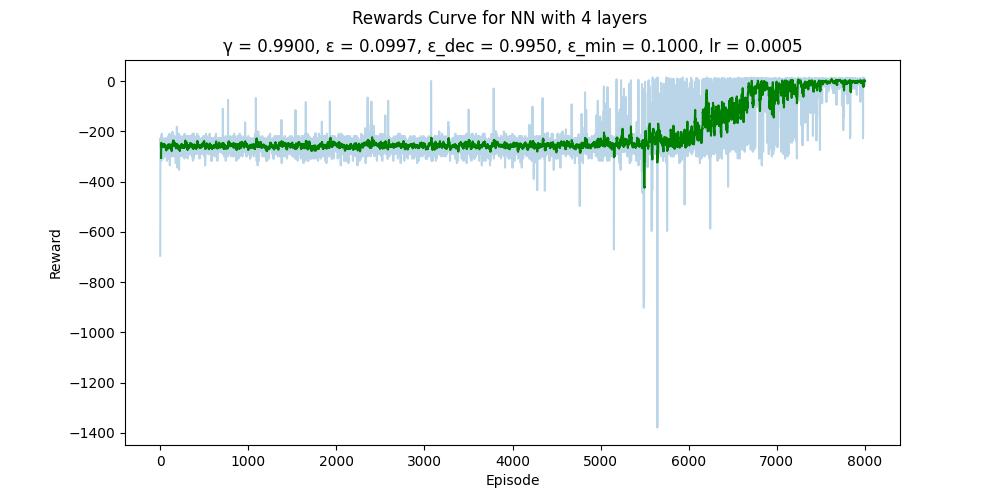 Rewards Curve for NN with 4 layers
γ = 0.9900, ε = 0.0997, ε_dec = 0.9950, ε_min = 0.1000, lr = 0.0005
0
−200
−400
−600
−800
−1000
−1200
−1400
Reward
0 1000 2000 3000 4000 5000 6000 7000 8000
Episode